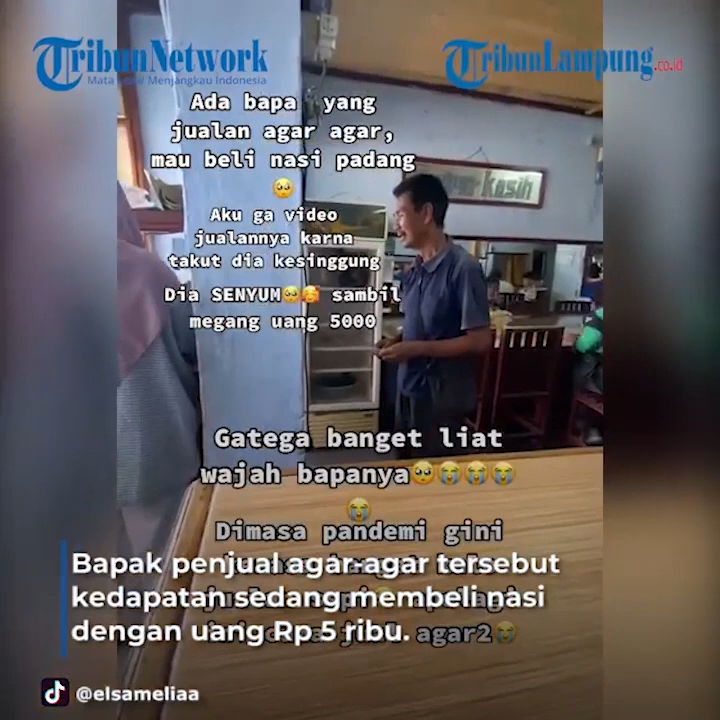 TribunNetwork
Mata Lokal Menjangkau Indonesia
TribunLampung.co.id
Ada bapa yang
jualan agar agar,
mau beli nasi padang
🥺
Aku ga video
jualannya karna
takut dia kesinggung
Dia SENYUM🥺🥰 sambil
megang uang 5000
kasih
Gatega banget liat
wajah bapanya🥺😭😭😭
😭
Dimasa pandemi gini
agar2😭
Bapak penjual agar-agar tersebut
kedapatan sedang membeli nasi
dengan uang Rp 5 ribu.
@elsameliaa